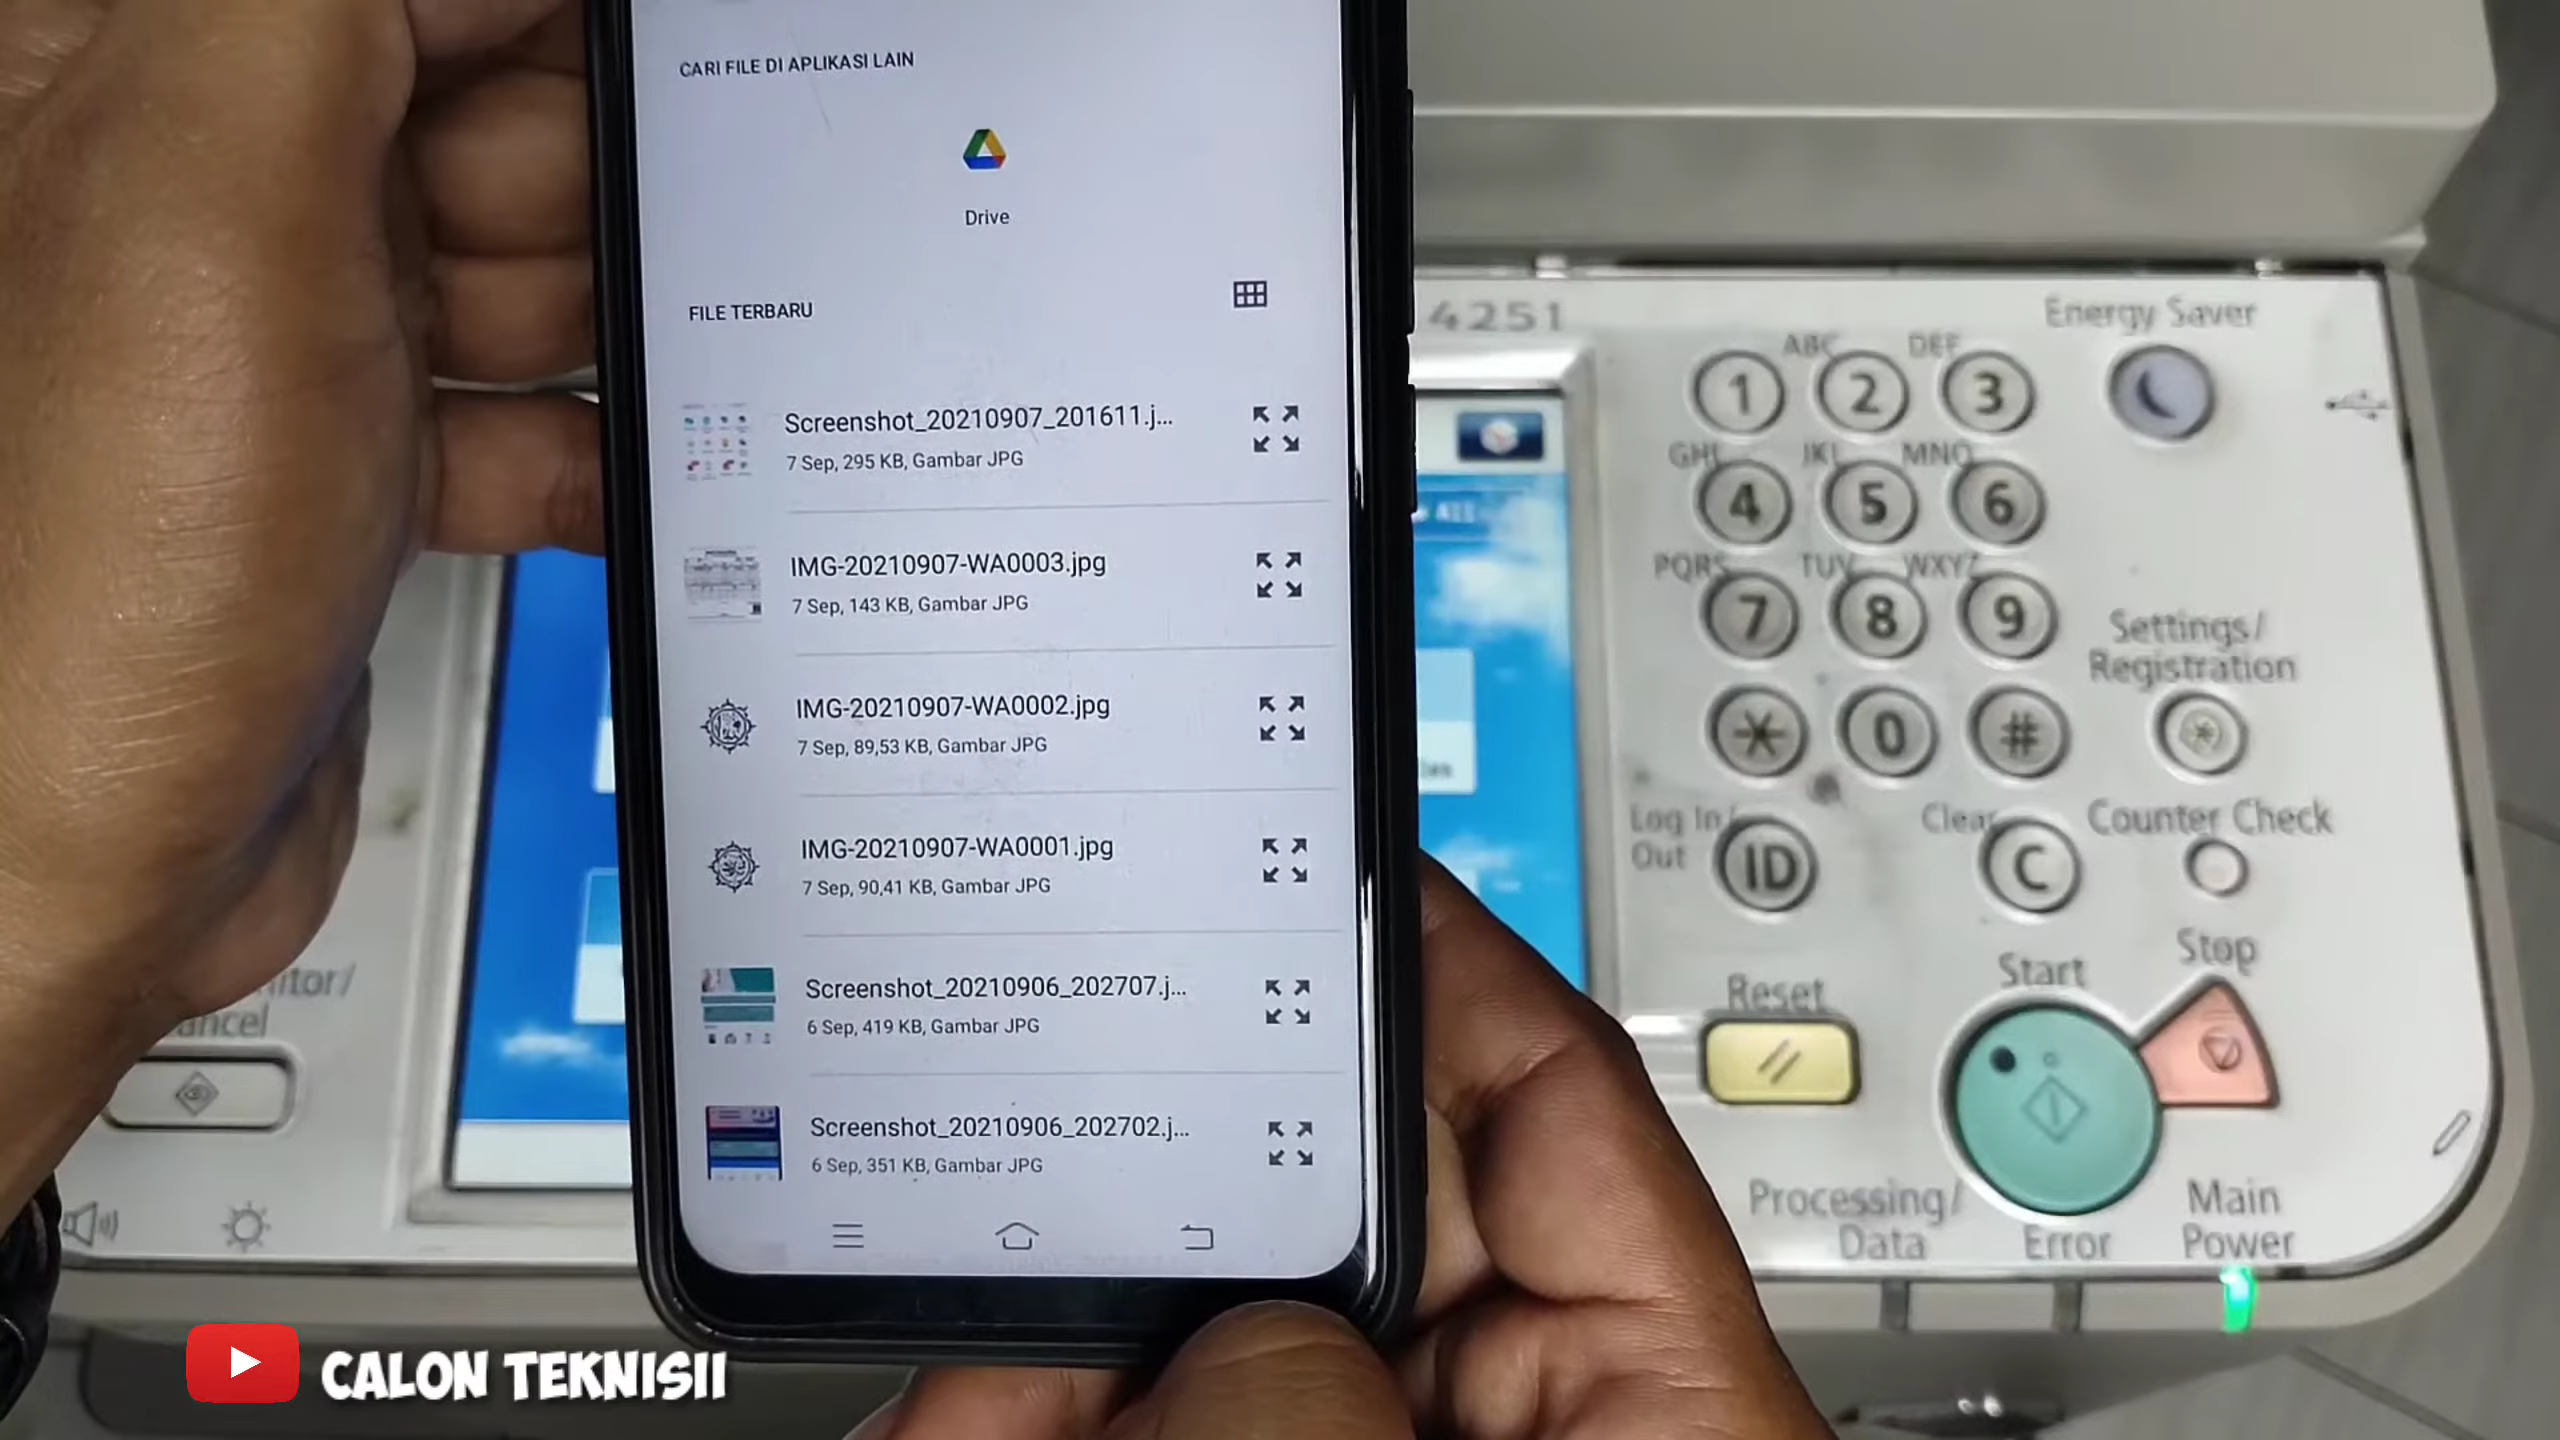 CARI FILE DI APLIKASI LAIN
Drive
FILE TERBARU
Screenshot_20210907_201611.j...
7 Sep, 295 KB, Gambar JPG
IMG-20210907-WA0003.jpg
7 Sep, 143 KB, Gambar JPG
IMG-20210907-WA0002.jpg
7 Sep, 89,53 KB, Gambar JPG
IMG-20210907-WA0001.jpg
7 Sep, 90,41 KB, Gambar JPG
Screenshot_20210906_202707.j...
6 Sep, 419 KB, Gambar JPG
Screenshot_20210906_202702.j...
6 Sep, 351 KB, Gambar JPG
4251
Energy Saver
ABC DEF
1 2 3
GHI JKL MNO
4 5 6
PQRS TUV WXYZ
7 8 9
Settings/
Registration
* 0 #
Log In/
Out
ID
Clear
C
Counter Check
Stop
Start
Reset
Processing/
Data
Error
Main
Power
CALON TEKNISII